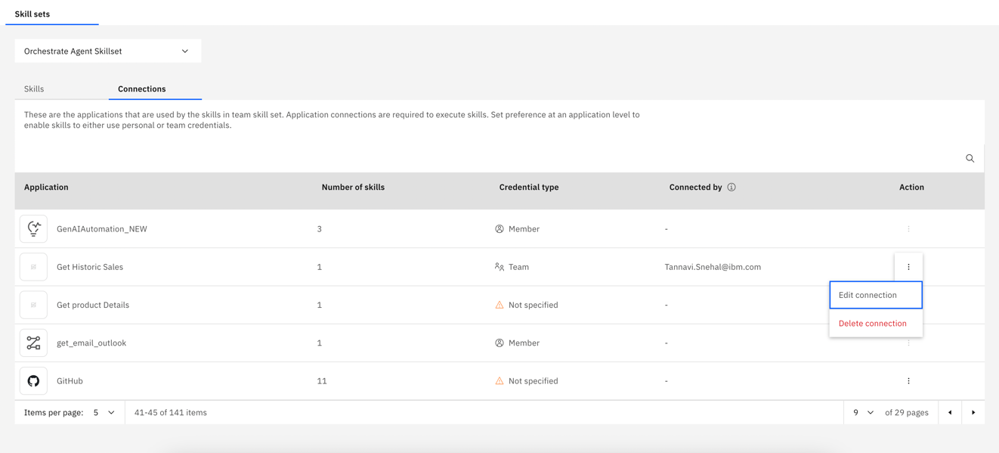 Skill sets
Orchestrate Agent Skillset
Skills Connections
These are the applications that are used by the skills in team skill set. Application connections are required to execute skills. Set preference at an application level to
enable skills to either use personal or team credentials.
Application Number of skills Credential type Connected by Action
GenAIAutomation_NEW 3 Member -
Get Historic Sales 1 Team Tannavi.Snehal@ibm.com
Edit connection
Get product Details 1 Not specified -
Delete connection
get_email_outlook 1 Member -
GitHub 11 Not specified -
Items per page: 5 41-45 of 141 items 9 of 29 pages